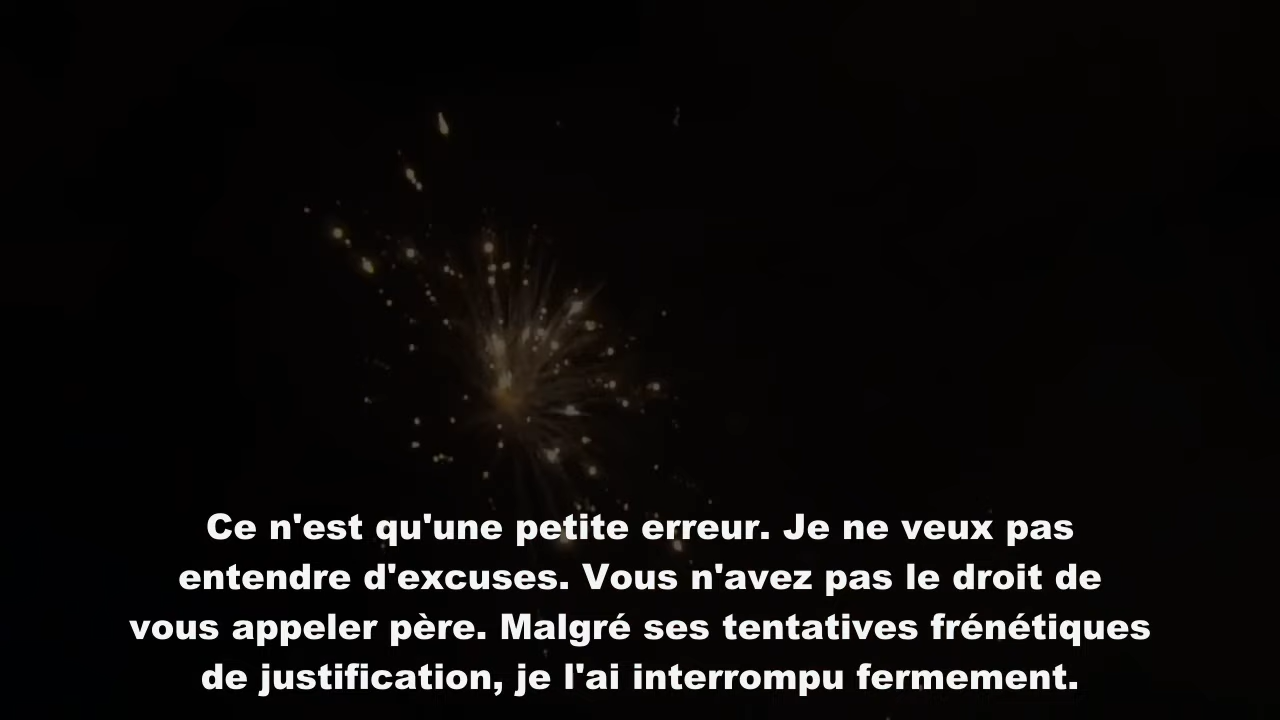 Ce n'est qu'une petite erreur. Je ne veux pas
entendre d'excuses. Vous n'avez pas le droit de
vous appeler père. Malgré ses tentatives frénétiques
de justification, je l'ai interrompu fermement.